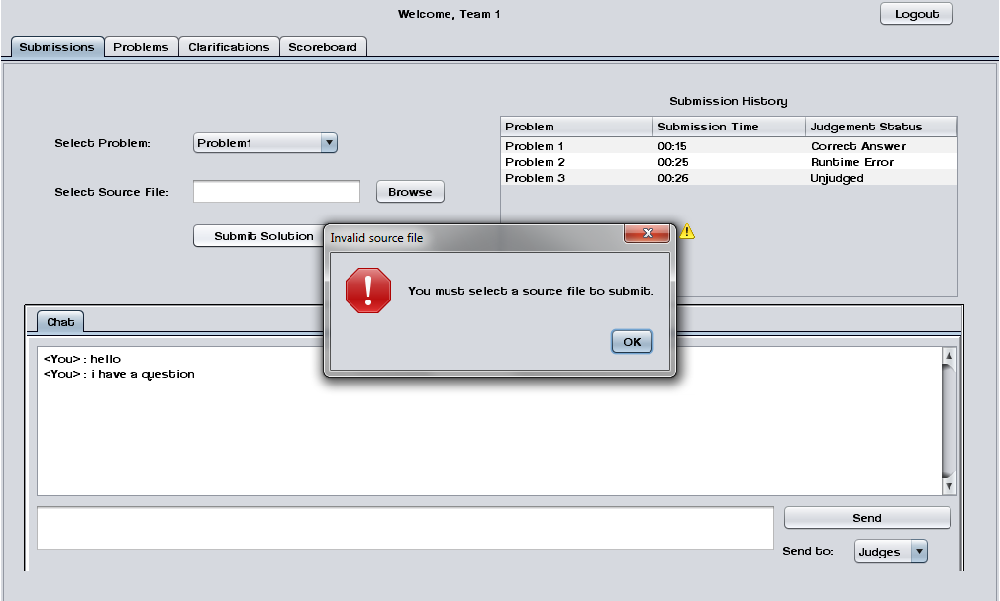 Welcome, Team 1
Logout
Submissions Problems Clarifications Scoreboard
Submission History
Select Problem: Problem1
Problem Submission Time Judgement Status
Problem 1 00:15 Correct Answer
Problem 2 00:25 Runtime Error
Problem 3 00:26 Unjudged
Select Source File: Browse
Submit Solution
Invalid source file
You must select a source file to submit.
OK
Chat
<You> : hello
<You> : i have a question
Send
Send to: Judges